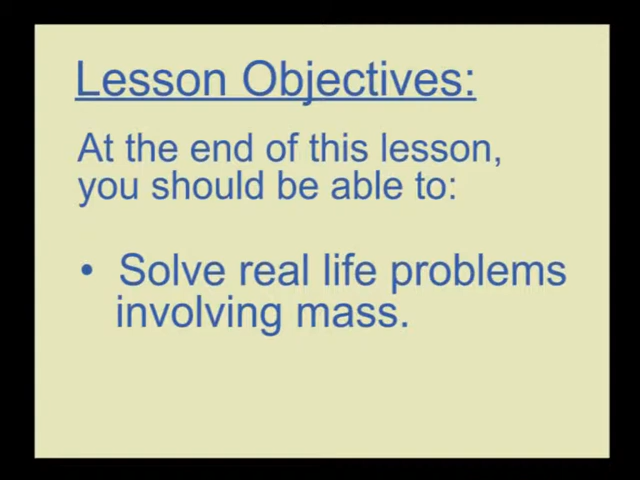 Lesson Objectives:
At the end of this lesson,
you should be able to:
• Solve real life problems
involving mass.